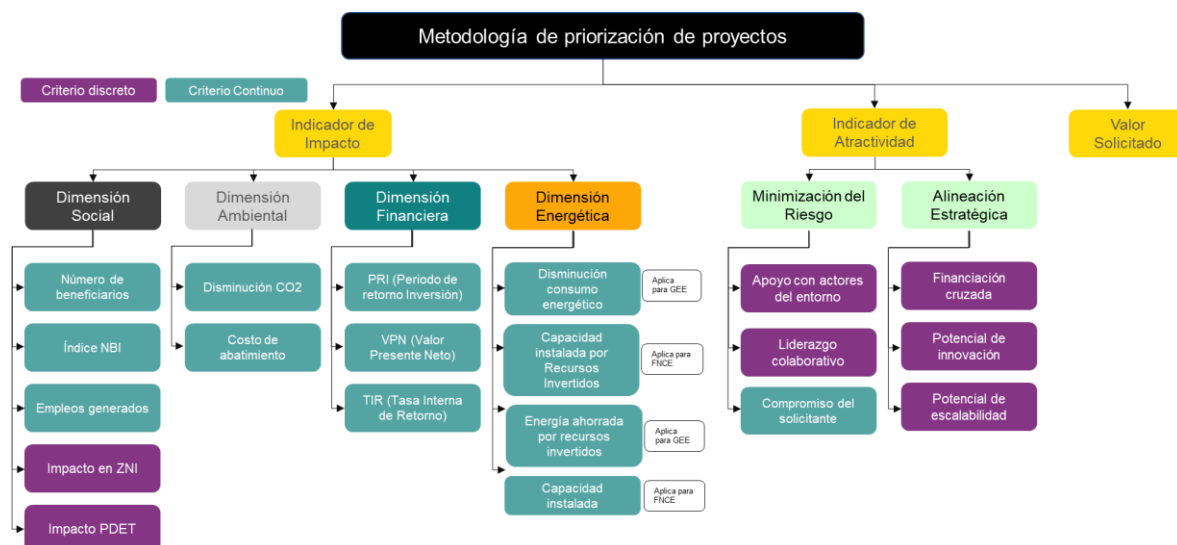 Metodología de priorización de proyectos
Criterio discreto
Criterio Continuo
Indicador de
Impacto
Indicador de
Atractividad
Valor
Solicitado
Dimensión
Social
Dimensión
Ambiental
Dimensión
Financiera
Dimensión
Energética
Minimización del
Riesgo
Alineación
Estratégica
Número de
beneficiarios
Índice NBI
Empleos generados
Impacto en ZNI
Impacto PDET
Disminución CO2
Costo de
abatimiento
PRI (Periodo de
retorno Inversión)
VPN (Valor
Presente Neto)
TIR (Tasa Interna
de Retorno)
Disminución
consumo
energético
Aplica
para GEE
Capacidad
instalada por
Recursos
Invertidos
Aplica para
FNCE
Energía ahorrada
por recursos
invertidos
Aplica
para GEE
Capacidad
instalada
Aplica para
FNCE
Apoyo con actores
del entorno
Liderazgo
colaborativo
Compromiso del
solicitante
Financiación
cruzada
Potencial de
innovación
Potencial de
escalabilidad